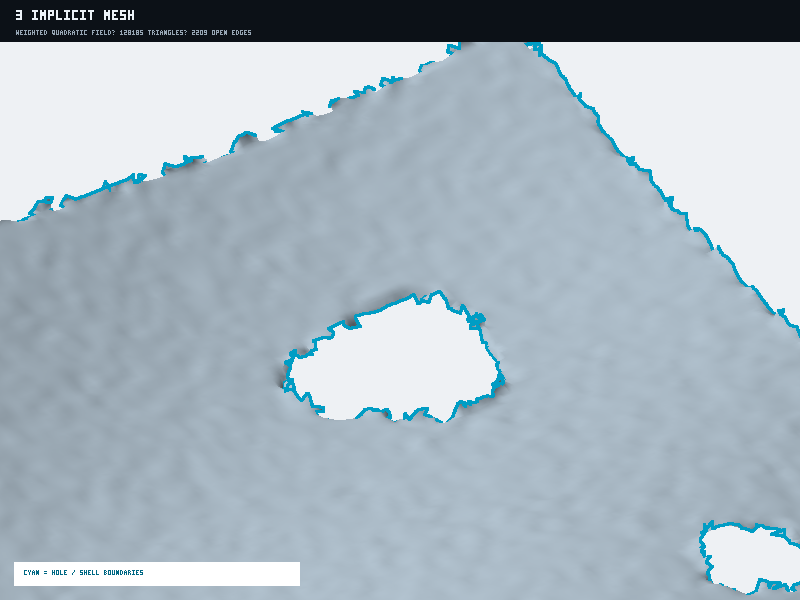 3 IMPLICIT MESH
WEIGHTED QUADRATIC FIELD? 128185 TRIANGLES? 2209 OPEN EDGES
CYAN = HOLE / SHELL BOUNDARIES